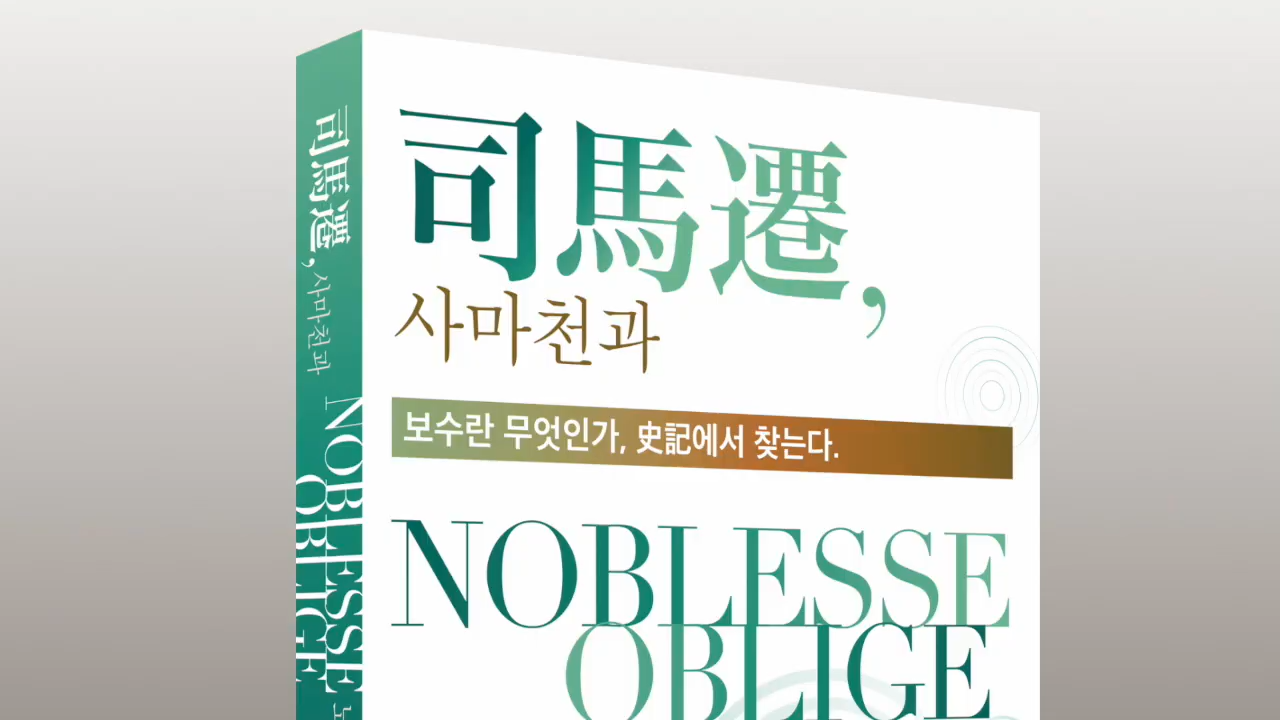 司馬遷,
사마천과
보수란 무엇인가, 史記에서 찾는다.
NOBLESSE
OBLIGE
司馬遷, 사마천과
NOBLESSE
OBLIGE
노